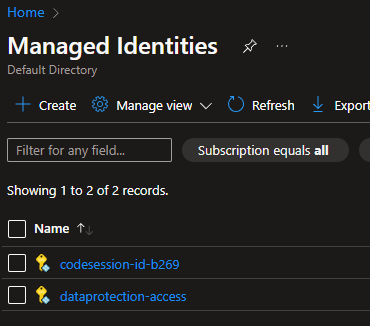 Home >
Managed Identities
Default Directory
+ Create Manage view Refresh Export
Filter for any field... Subscription equals all
Showing 1 to 2 of 2 records.
Name ↑↓
codesession-id-b269
dataprotection-access